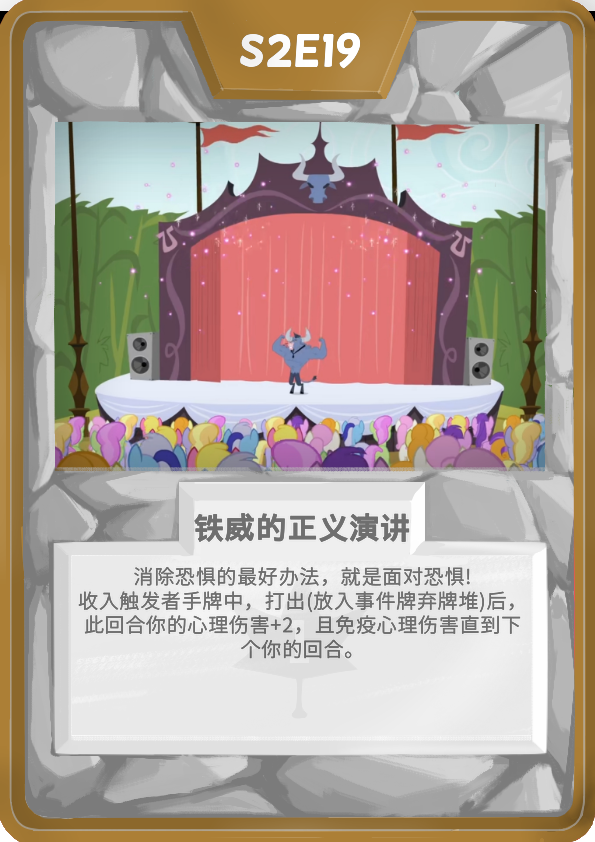 S2E19
铁威的正义演讲
消除恐惧的最好办法，就是面对恐惧!
收入触发者手牌中，打出(放入事件牌弃牌堆)后，
此回合你的心理伤害+2，且免疫心理伤害直到下
个你的回合。